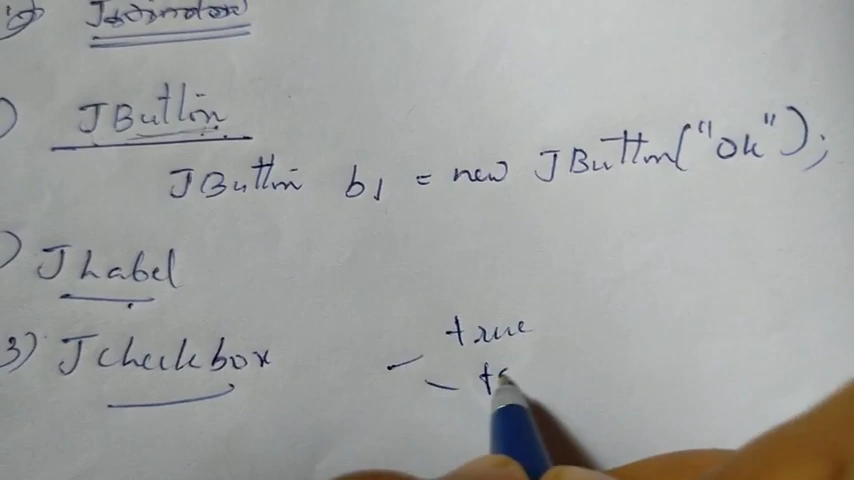 JButton
JButton b1 = new JButton("ok");
) JLabel
3) Jcheckbox
true